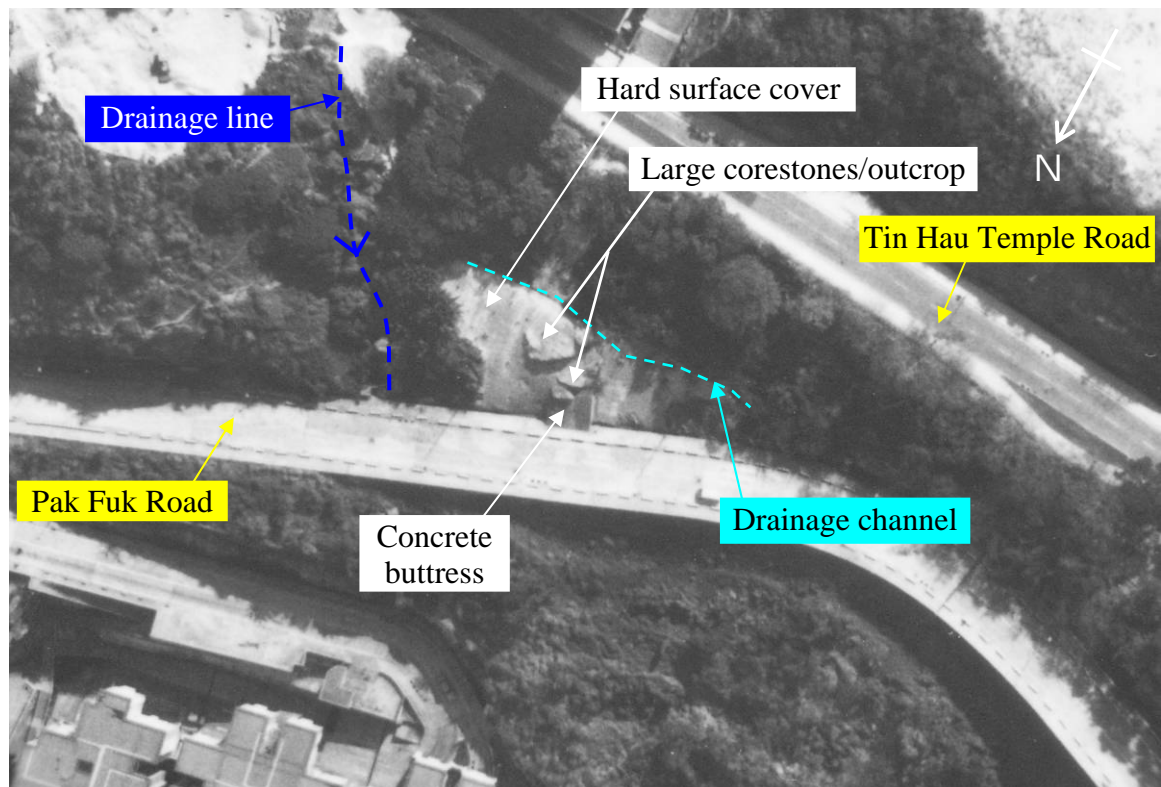 Hard surface cover
Drainage line
Large corestones/outcrop
N
Tin Hau Temple Road
Pak Fuk Road
Drainage channel
Concrete
buttress